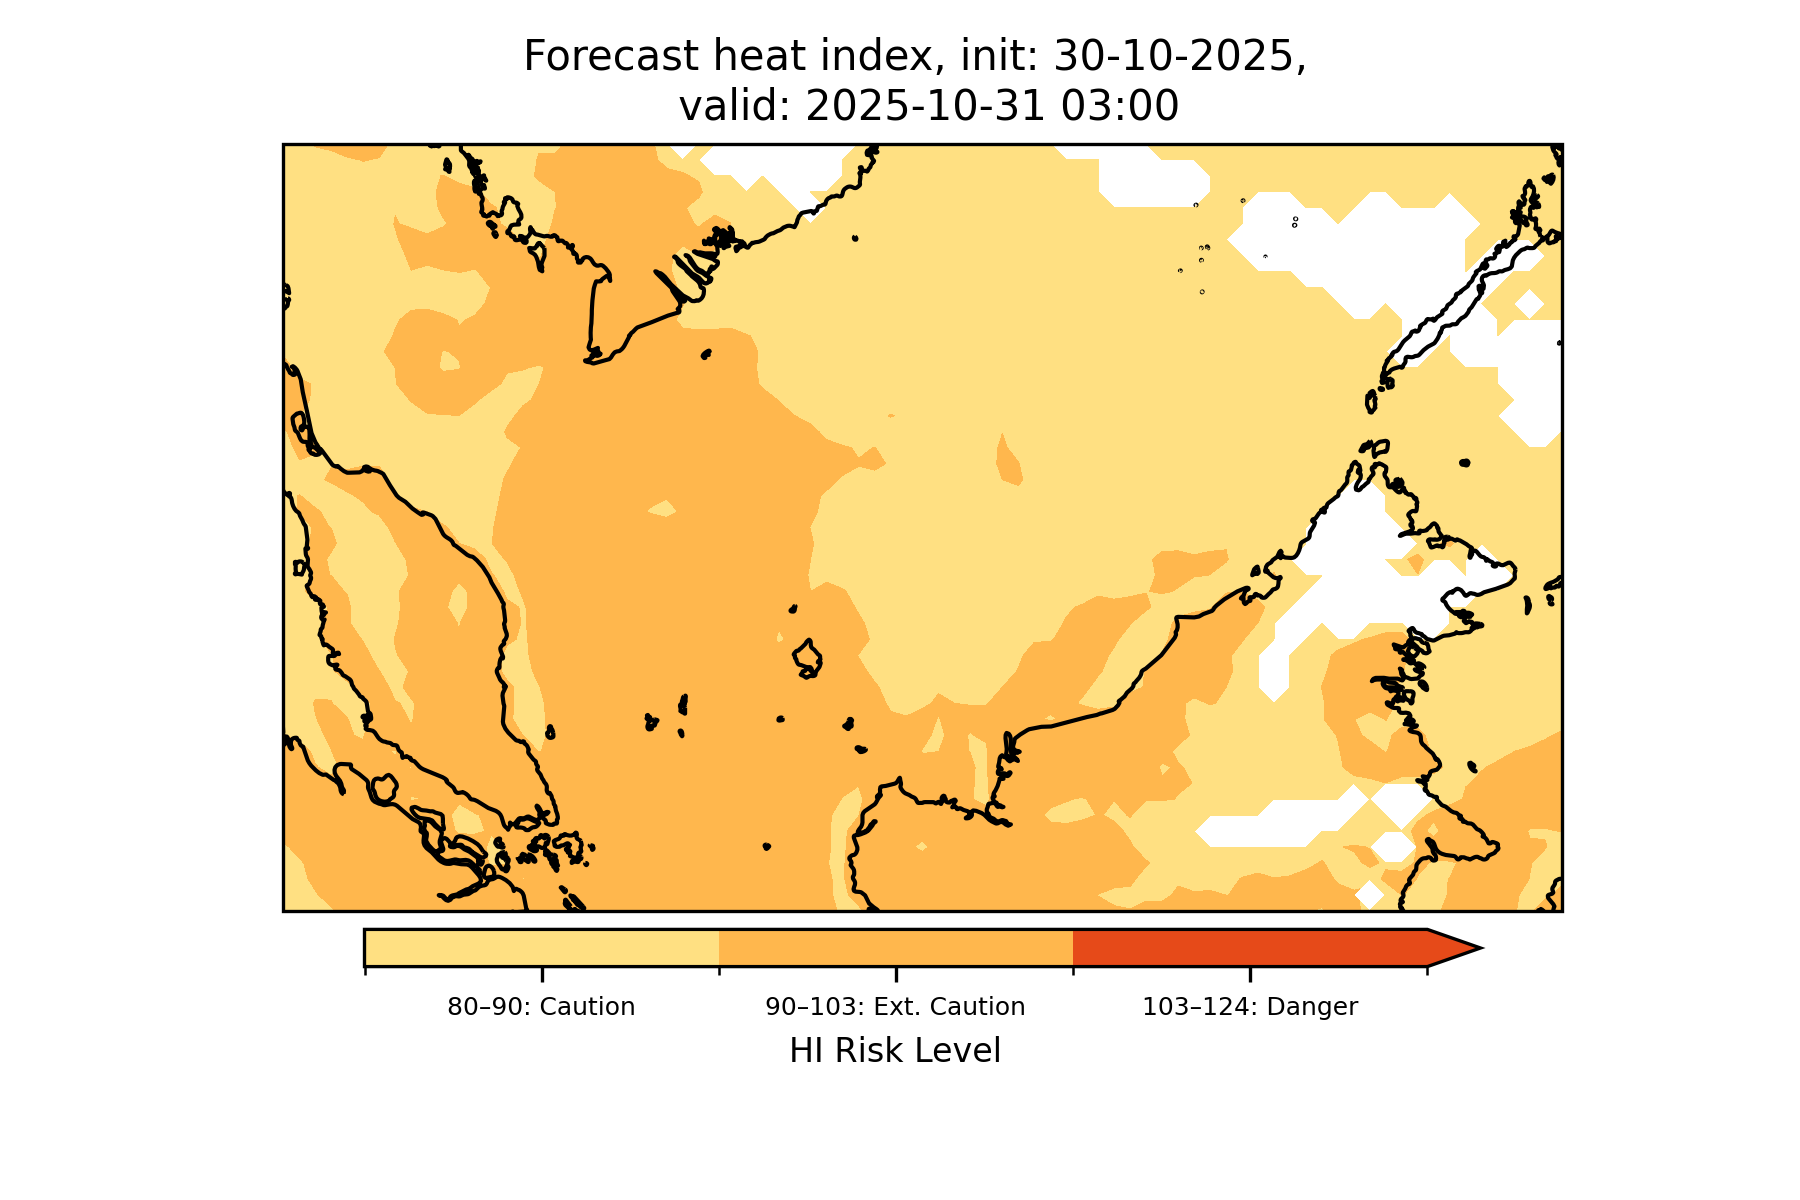 Forecast heat index, init: 30-10-2025,
valid: 2025-10-31 03:00
80–90: Caution
90–103: Ext. Caution
103–124: Danger
HI Risk Level